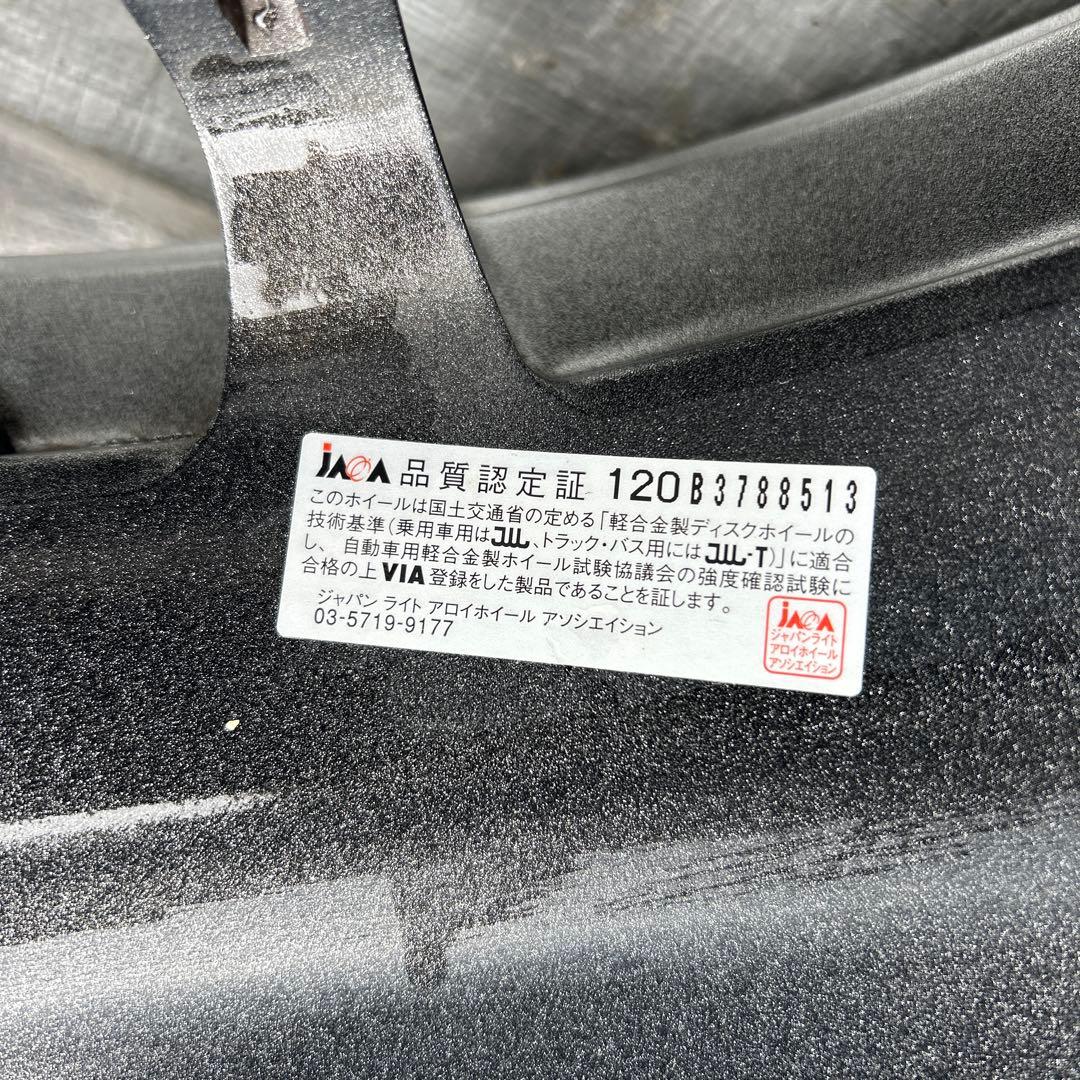 JAWA 品質認定証 120 B3788513
このホイールは国土交通省の定める「軽合金製ディスクホイールの
技術基準(乗用車用はJWL、トラック・バス用にはJWL-T)」に適合
し、自動車用軽合金製ホイール試験協議会の強度確認試験に
合格の上VIA登録をした製品であることを証します。
ジャパン ライト アロイホイール アソシエイション
03-5719-9177
JAWA
ジャパンライト
アロイホイール
アソシエイション